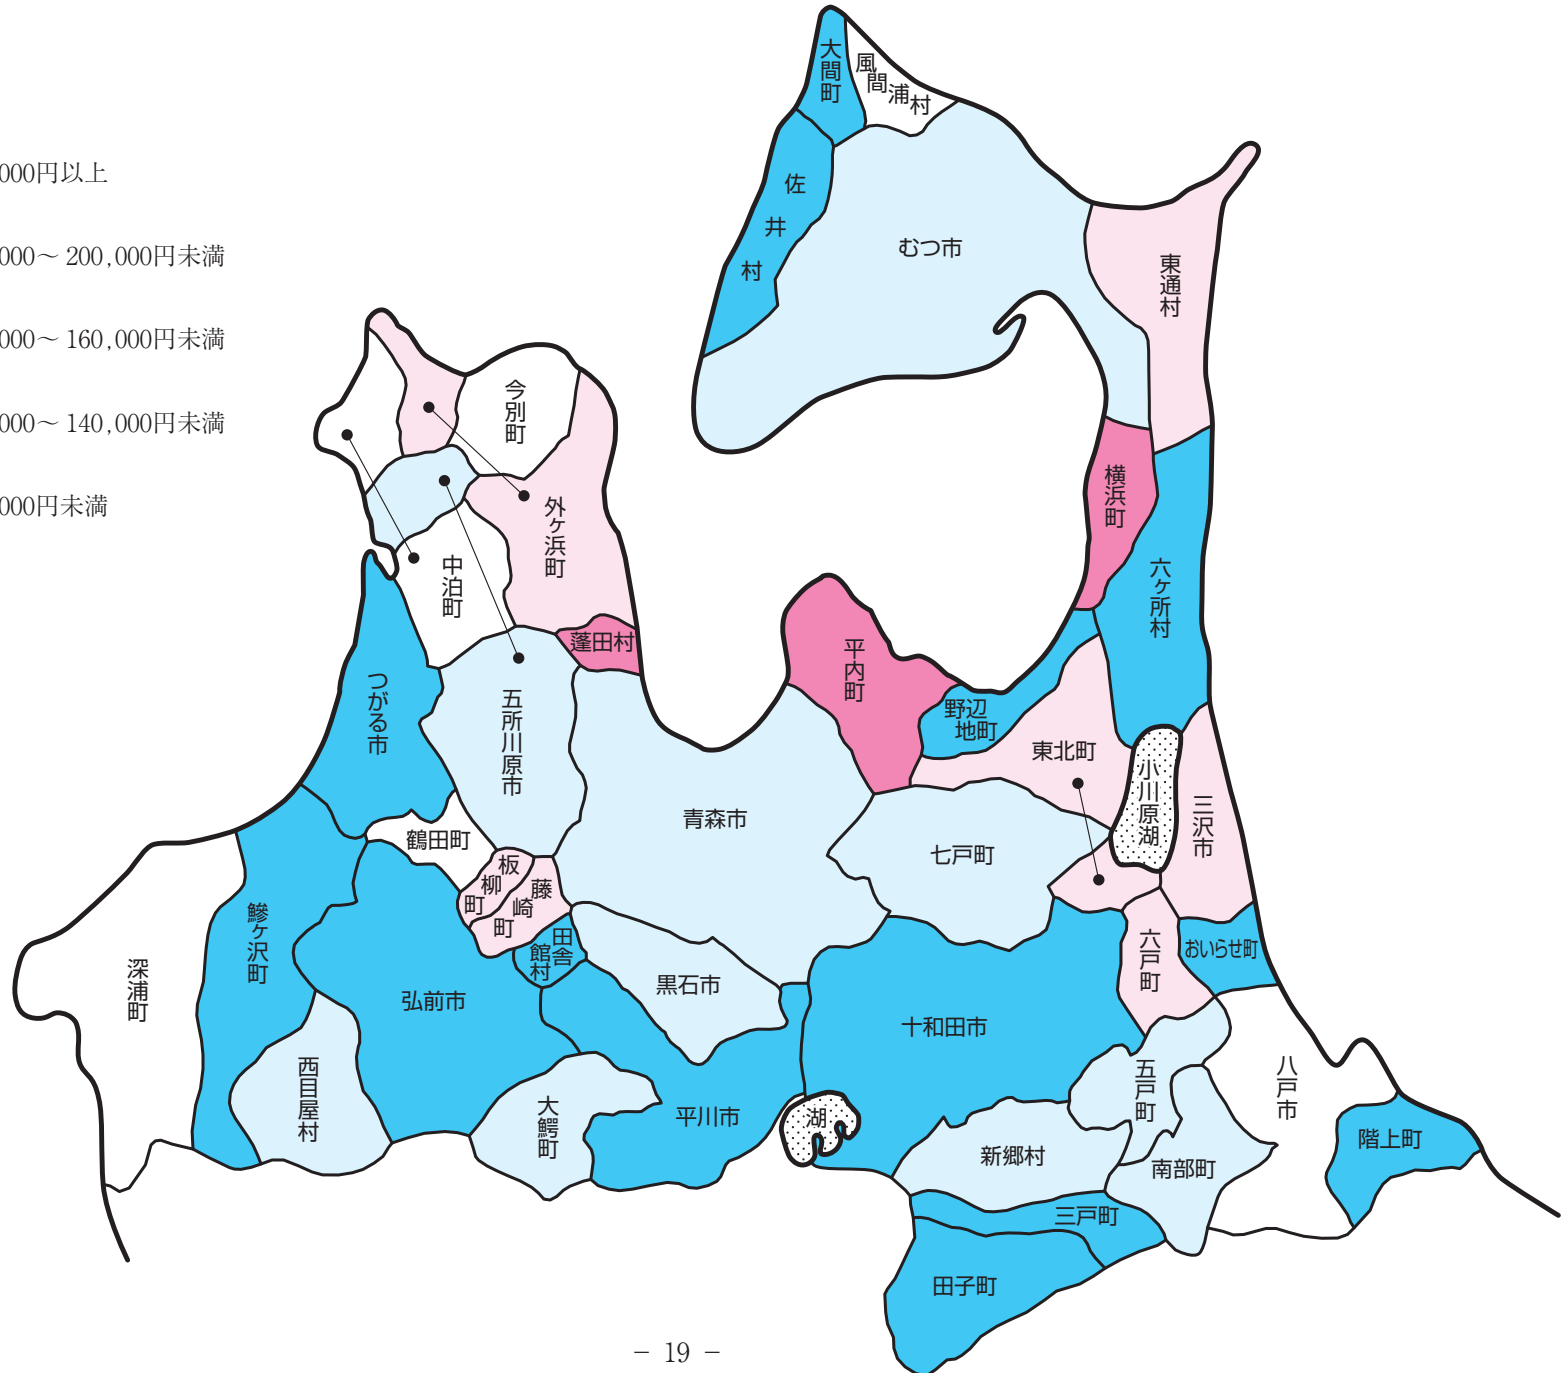 000円以上
000～200,000円未満
000～160,000円未満
000～140,000円未満
000円未満
大間町
風間浦村
佐井村
むつ市
東通村
今別町
横浜町
外ヶ浜町
中泊町
六ヶ所村
蓬田村
平内町
つがる市
五所川原市
野辺
地町
東北町
小川原湖
三沢市
青森市
鶴田町
七戸町
板柳町
藤崎町
鰺ヶ沢町
田舎
館村
六戸町
おいらせ町
深浦町
弘前市
黒石市
十和田市
西目屋村
大鰐町
平川市
湖
五戸町
八戸市
階上町
新郷村
南部町
三戸町
田子町
－ 19 －